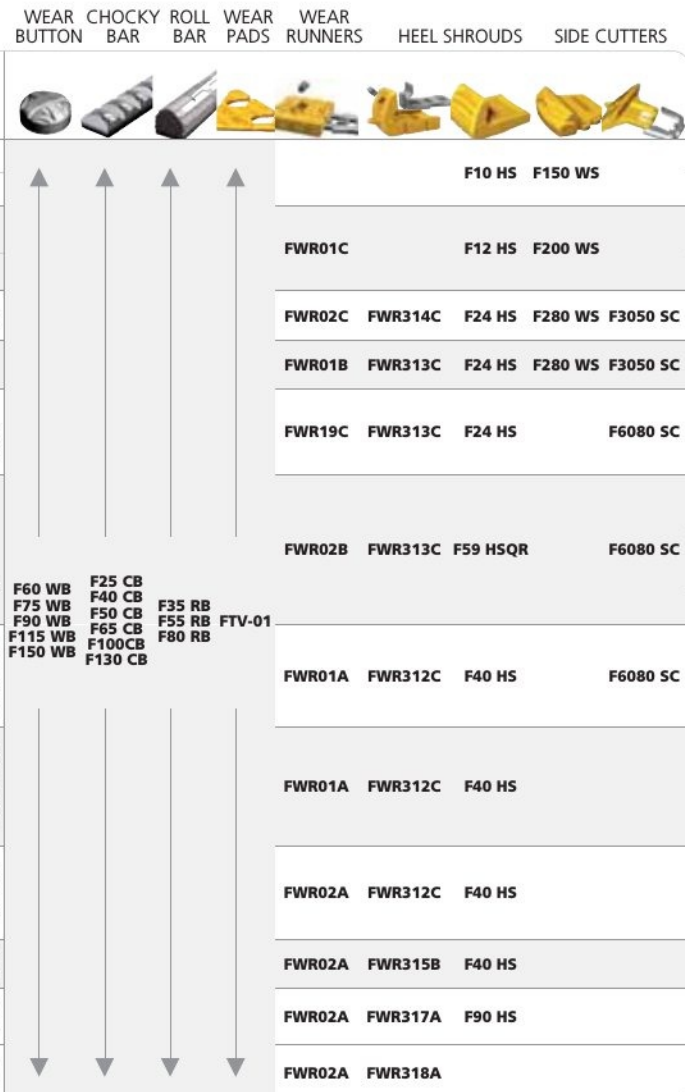 WEAR BUTTON CHOCKY BAR ROLL BAR WEAR PADS WEAR RUNNERS HEEL SHROUDS SIDE CUTTERS
F10 HS F150 WS
FWR01C F12 HS F200 WS
FWR02C FWR314C F24 HS F280 WS F3050 SC
FWR01B FWR313C F24 HS F280 WS F3050 SC
FWR19C FWR313C F24 HS F6080 SC
FWR02B FWR313C F59 HSQR F6080 SC
F60 WB
F75 WB
F90 WB
F115 WB
F150 WB
F25 CB
F40 CB
F50 CB
F65 CB
F100CB
F130 CB
F35 RB
F55 RB
F80 RB
FTV-01
FWR01A FWR312C F40 HS F6080 SC
FWR01A FWR312C F40 HS
FWR02A FWR312C F40 HS
FWR02A FWR315B F40 HS
FWR02A FWR317A F90 HS
FWR02A FWR318A